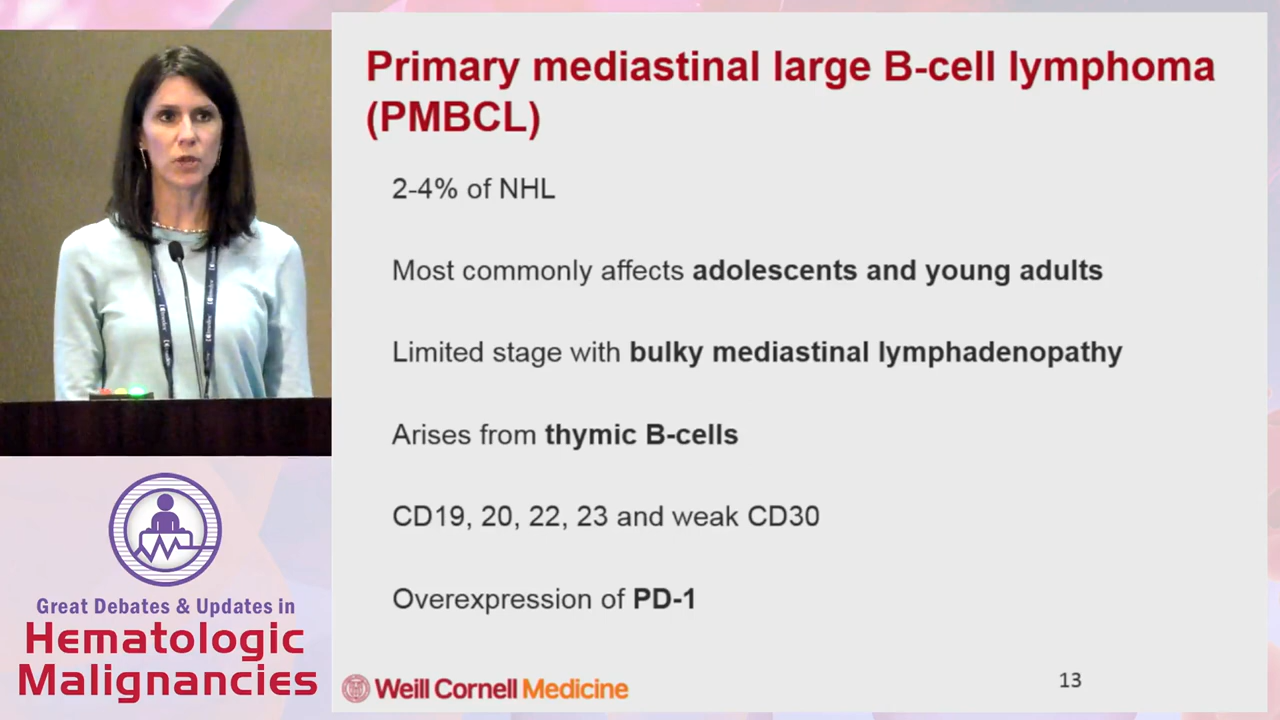 Primary mediastinal large B-cell lymphoma
(PMBCL)
2-4% of NHL
Most commonly affects adolescents and young adults
Limited stage with bulky mediastinal lymphadenopathy
Arises from thymic B-cells
CD19, 20, 22, 23 and weak CD30
Overexpression of PD-1
Weill Cornell Medicine
13
Great Debates & Updates in
Hematologic
Malignancies